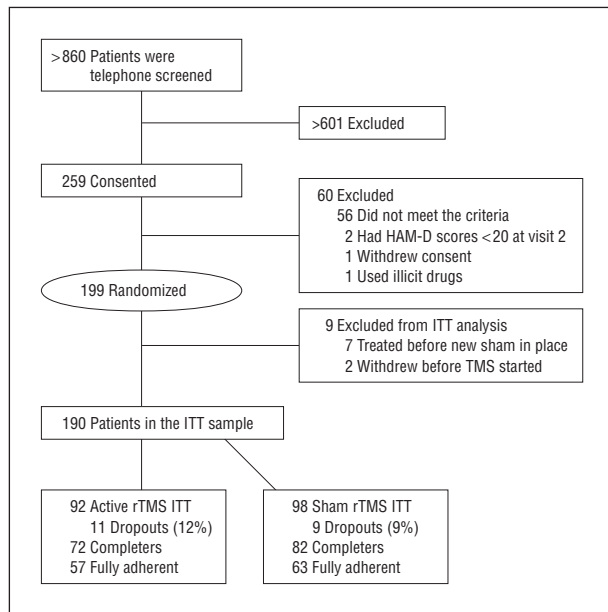 >860 Patients were
telephone screened
>601 Excluded
259 Consented
60 Excluded
56 Did not meet the criteria
2 Had HAM-D scores <20 at visit 2
1 Withdrew consent
1 Used illicit drugs
199 Randomized
9 Excluded from ITT analysis
7 Treated before new sham in place
2 Withdrew before TMS started
190 Patients in the ITT sample
92 Active rTMS ITT
11 Dropouts (12%)
72 Completers
57 Fully adherent
98 Sham rTMS ITT
9 Dropouts (9%)
82 Completers
63 Fully adherent